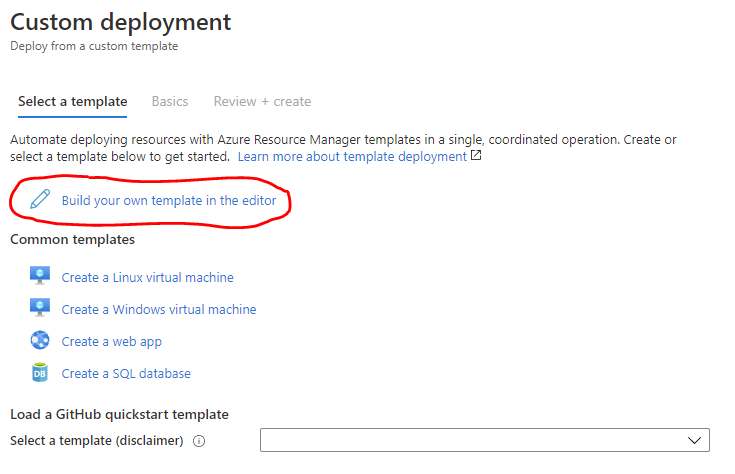 Custom deployment
Deploy from a custom template
Select a template Basics Review + create
Automate deploying resources with Azure Resource Manager templates in a single, coordinated operation. Create or
select a template below to get started. Learn more about template deployment
Build your own template in the editor
Common templates
Create a Linux virtual machine
Create a Windows virtual machine
Create a web app
DB Create a SQL database
Load a GitHub quickstart template
Select a template (disclaimer) i